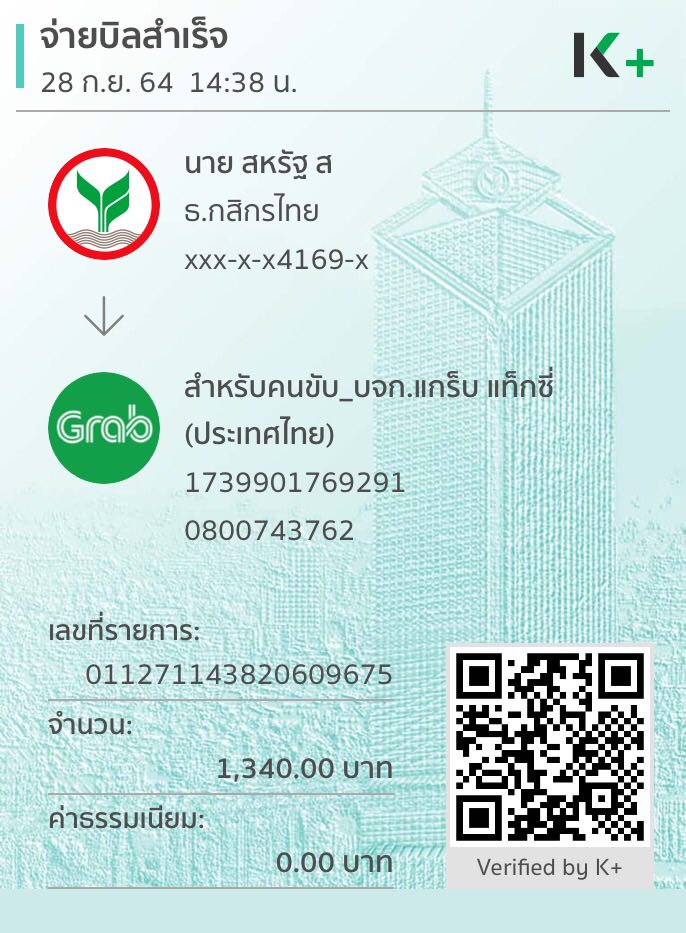 จ่ายบิลสำเร็จ
28 ก.ย. 64 14:38 น.
K+
นาย สหรัฐ ส
ธ.กสิกรไทย
xxx-x-x4169-x
Grab
สำหรับคนขับ_บจก.แกร็บ แท็กซี่
(ประเทศไทย)
1739901769291
0800743762
เลขที่รายการ:
011271143820609675
จำนวน:
1,340.00 บาท
ค่าธรรมเนียม:
0.00 บาท
Verified by K+